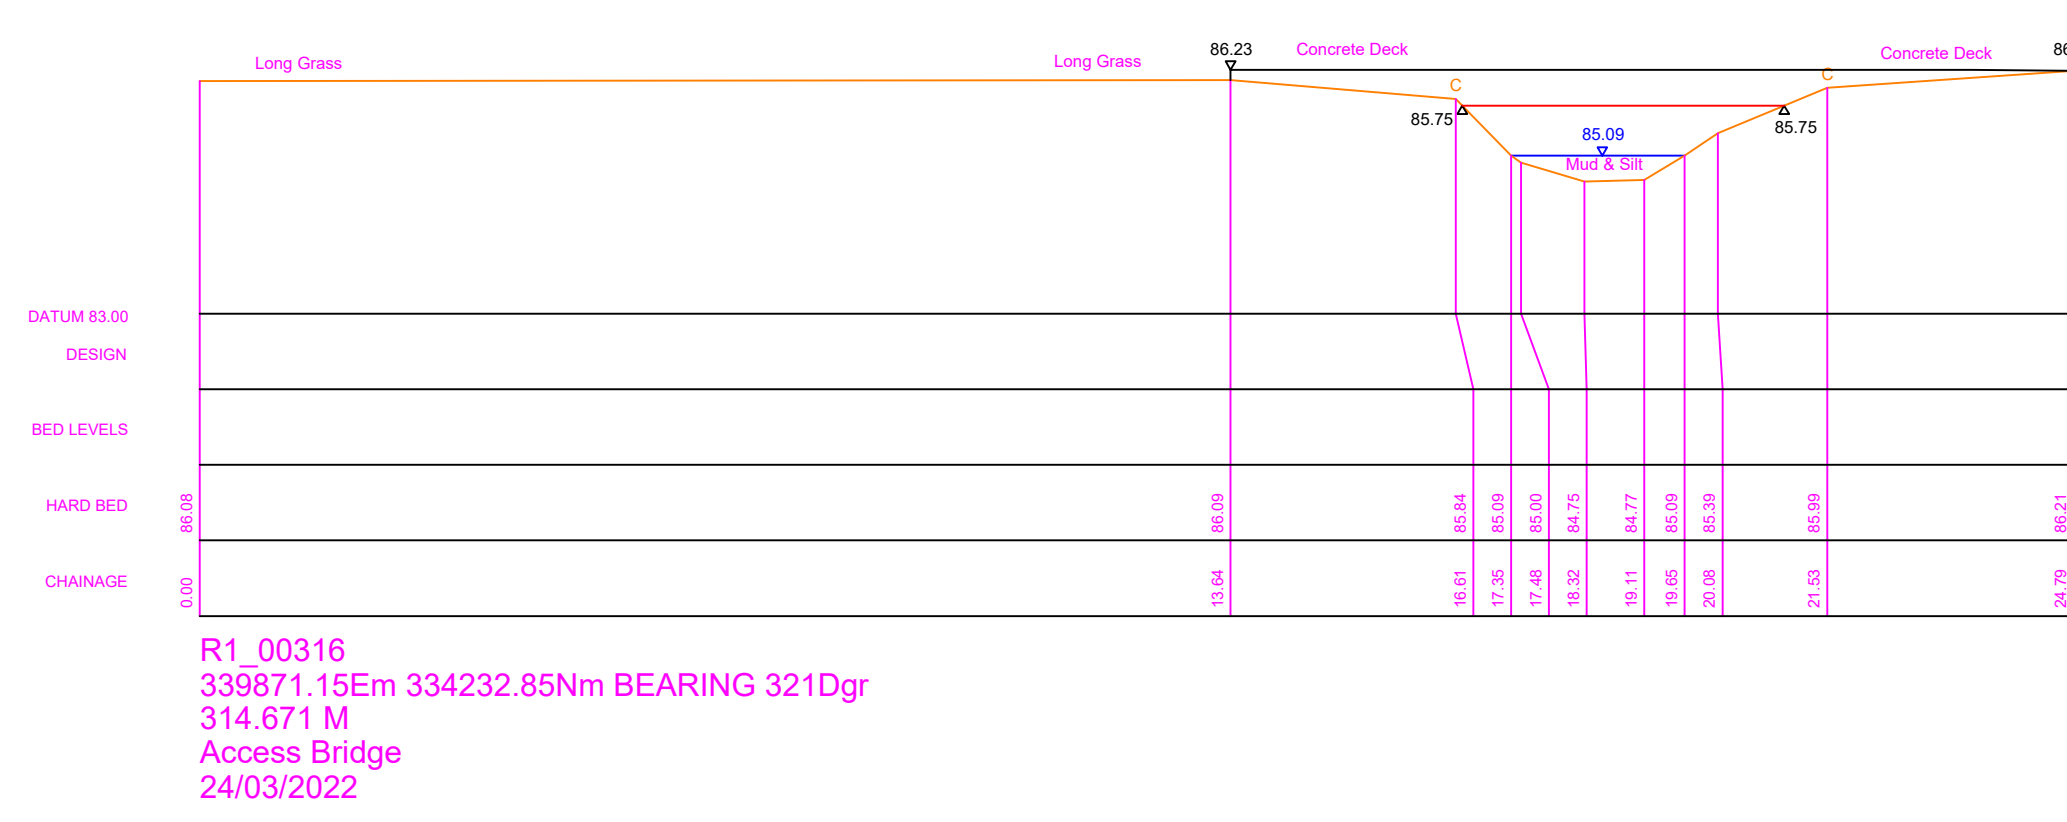 86.23
Concrete Deck
86
Long Grass
Long Grass
Concrete Deck
C
C
85.75
85.09
85.75
Mud & Silt
DATUM 83.00
DESIGN
BED LEVELS
HARD BED
86.08
86.09
85.84
85.09
85.00
84.75
84.77
85.09
85.39
85.99
86.21
CHAINAGE
0.00
13.64
16.61
17.35
17.48
18.32
19.11
19.65
20.08
21.53
24.79
R1_00316
339871.15Em 334232.85Nm BEARING 321Dgr
314.671 M
Access Bridge
24/03/2022